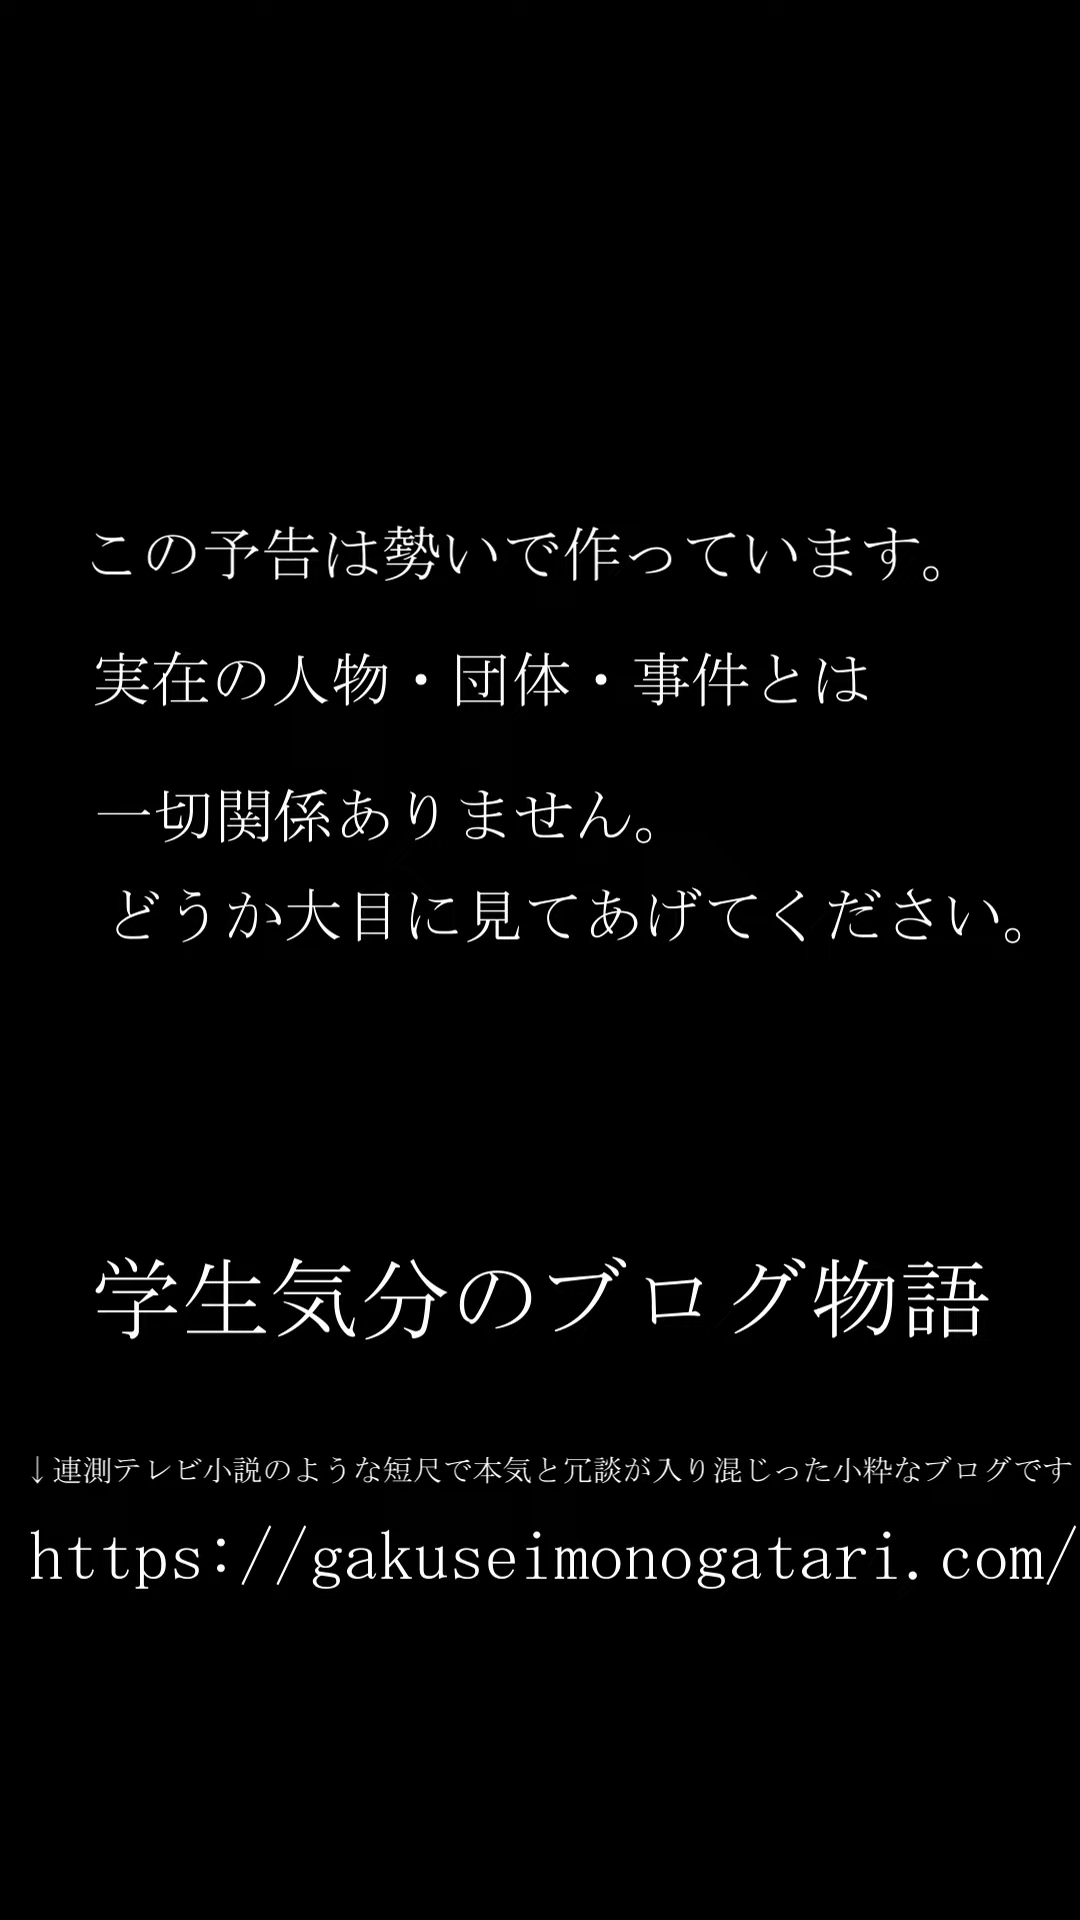 この予告は勢いで作っています。
実在の人物・団体・事件とは
一切関係ありません。
どうか大目に見てあげてください。
学生気分のブログ物語
↓連測テレビ小説のような短尺で本気と冗談が入り混じった小粋なブログです
https://gakuseimonogatari.com/